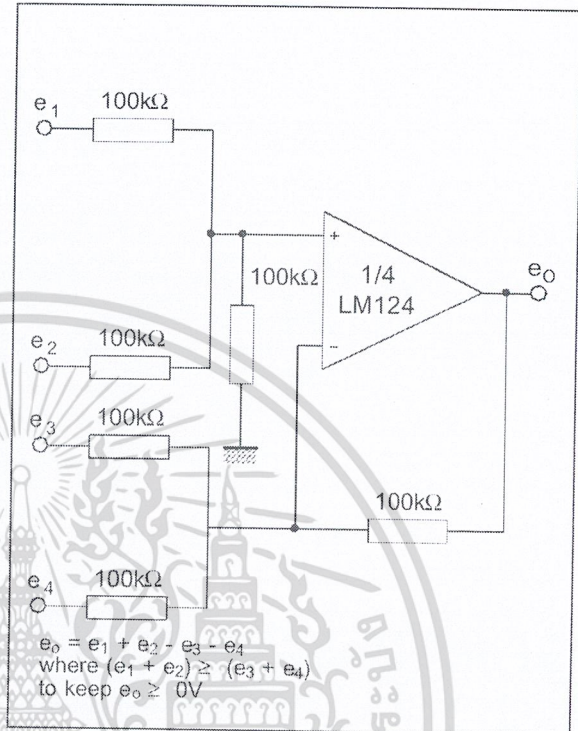 e1
100kΩ
+
100kΩ
1/4
LM124
eo
e2
100kΩ
−
e3
100kΩ
100kΩ
e4
100kΩ
eo = e1 + e2 - e3 - e4
where (e1 + e2) ≥ (e3 + e4)
to keep eo ≥ 0V